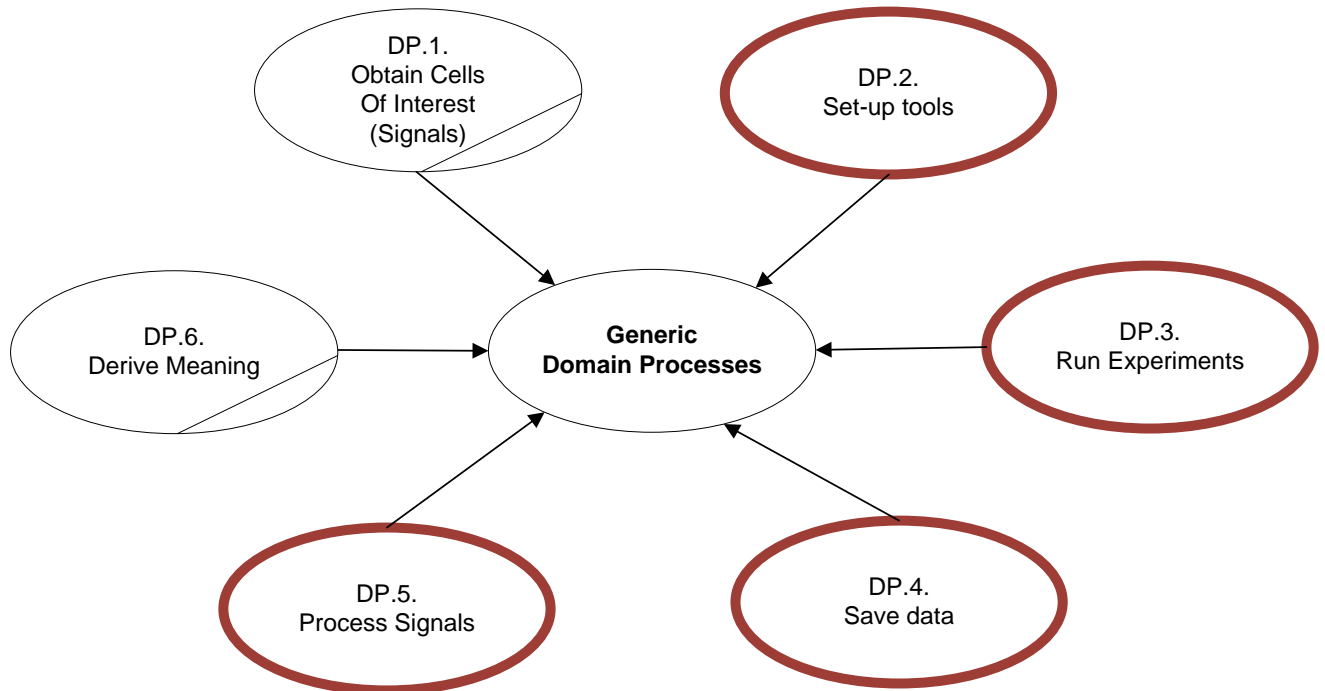 DP.1.
Obtain Cells
Of Interest
(Signals)
DP.2.
Set-up tools
DP.6.
Derive Meaning
Generic
Domain Processes
DP.3.
Run Experiments
DP.5.
Process Signals
DP.4.
Save data